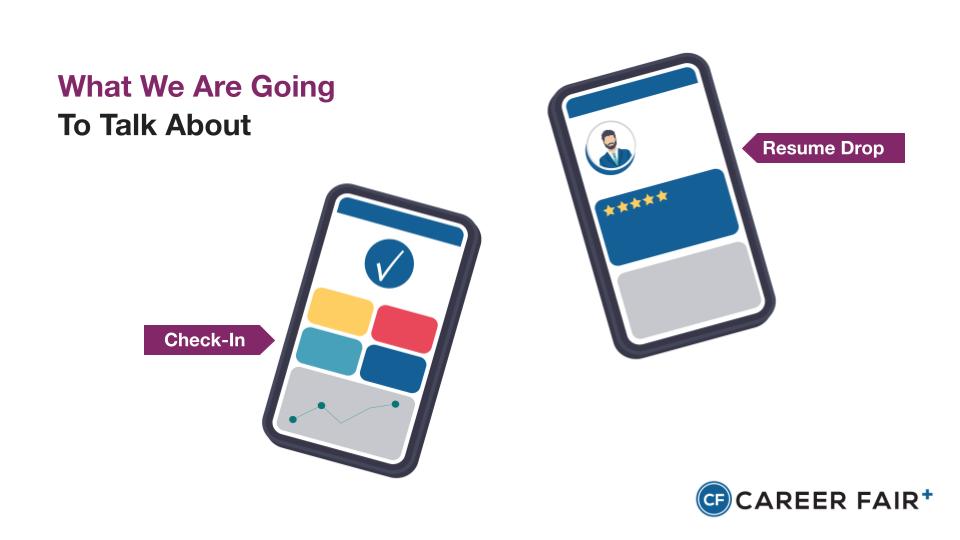 What We Are Going
To Talk About
Resume Drop
Check-In
CF CAREER FAIR+